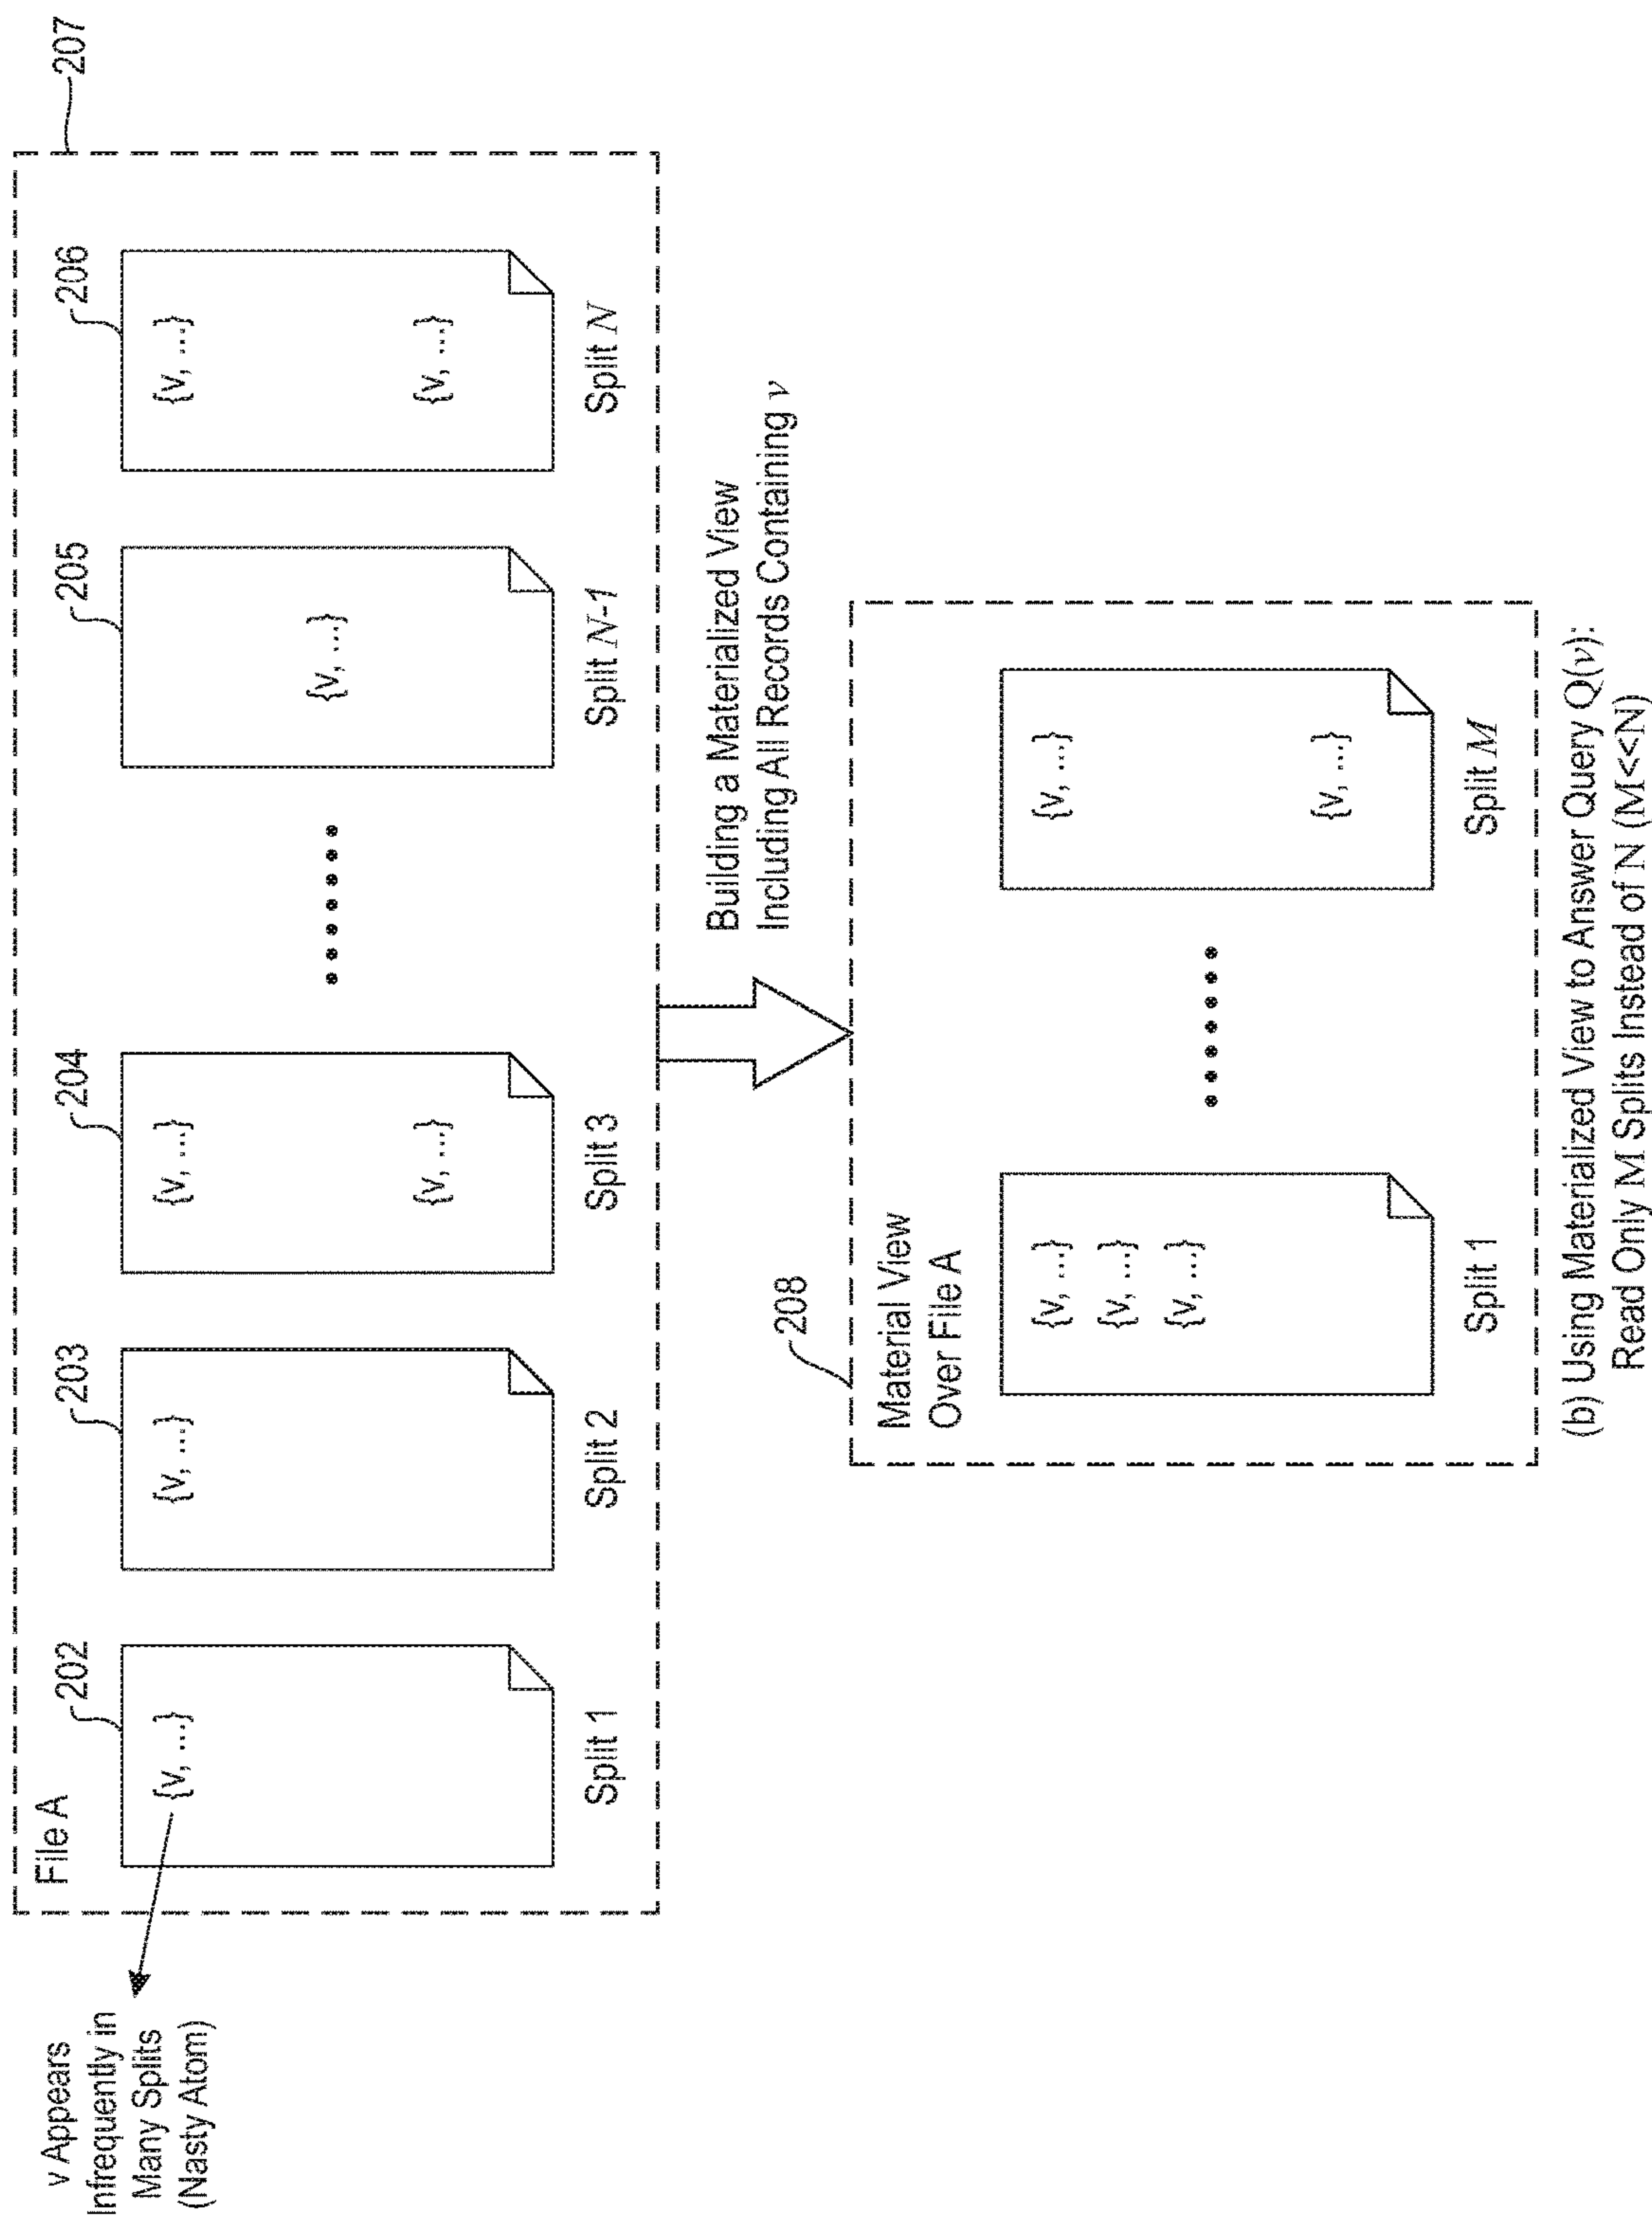 207
File A
202
203
204
205
206
v Appears
Infrequently in
Many Splits
(Nasty Atom)
{v, ...}
{v, ...}
{v, ...}
{v, ...}
{v, ...}
{v, ...}
{v, ...}
Split 1
Split 2
Split 3
Split N-1
Split N
Building a Materialized View
Including All Records Containing v
208
Material View
Over File A
{v, ...}
{v, ...}
{v, ...}
{v, ...}
{v, ...}
Split 1
Split M
(b) Using Materialized View to Answer Query Q(v):
Read Only M Splits Instead of N (M<<N)